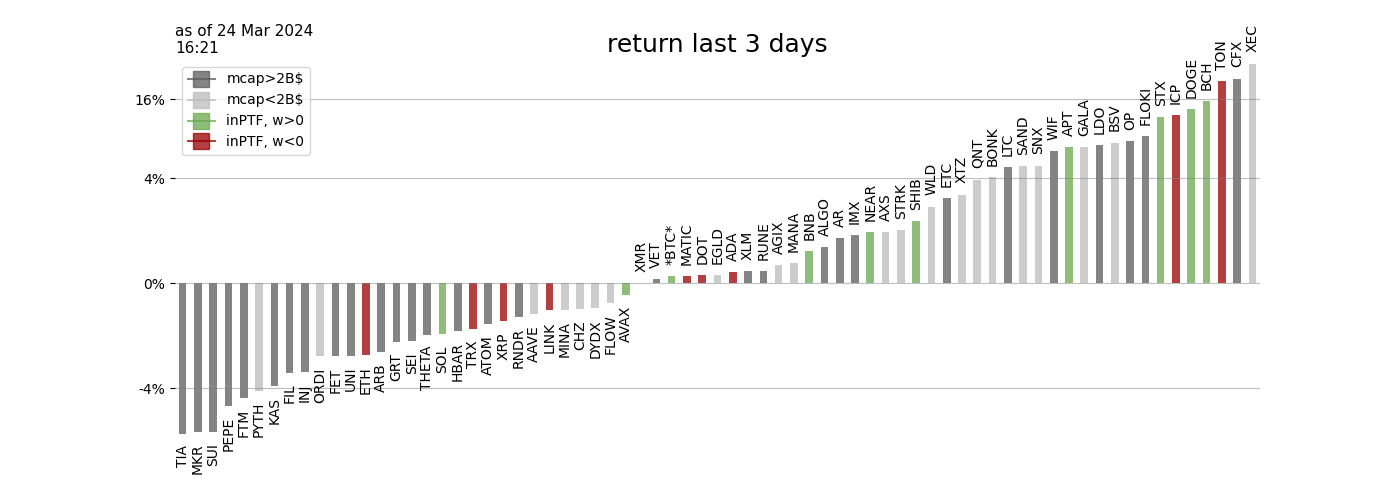 as of 24 Mar 2024
16:21
return last 3 days
mcap>2B$
mcap<2B$
inPTF, w>0
inPTF, w<0
16%
4%
0%
-4%
TIA
MKR
SUI
PEPE
FTM
PYTH
KAS
FIL
INJ
ORDI
FET
UNI
ETH
ARB
GRT
SEI
THETA
SOL
HBAR
TRX
ATOM
XRP
RNDR
AAVE
LINK
MINA
CHZ
DYDX
FLOW
AVAX
XMR
VET
*BTC*
MATIC
DOT
EGLD
ADA
XLM
RUNE
AGIX
MANA
BNB
ALGO
AR
IMX
NEAR
AXS
STRK
SHIB
WLD
ETC
XTZ
QNT
BONK
LTC
SAND
SNX
WIF
APT
GALA
LDO
BSV
OP
FLOKI
STX
ICP
DOGE
BCH
TON
CFX
XEC